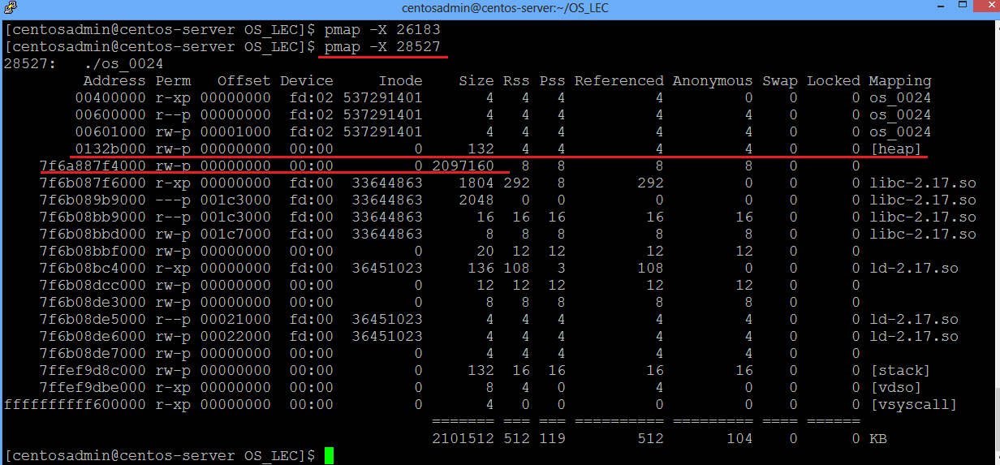 centosadmin@centos-server:~/OS_LEC
[centosadmin@centos-server OS_LEC]$ pmap -X 26183
[centosadmin@centos-server OS_LEC]$ pmap -X 28527
28527:   ./os_0024
Address Perm Offset Device Inode Size Rss Pss Referenced Anonymous Swap Locked Mapping
00400000 r-xp 00000000 fd:02 537291401 4 4 4 4 0 0 0 os_0024
00600000 r--p 00000000 fd:02 537291401 4 4 4 4 4 0 0 os_0024
00601000 rw-p 00001000 fd:02 537291401 4 4 4 4 4 0 0 os_0024
0132b000 rw-p 00000000 00:00 0 132 4 4 4 4 0 0 [heap]
7f6a887f4000 rw-p 00000000 00:00 0 2097160 8 8 8 8 0 0
7f6b087f6000 r-xp 00000000 fd:00 33644863 1804 292 8 292 0 0 0 libc-2.17.so
7f6b089b9000 ---p 001c3000 fd:00 33644863 2048 0 0 0 0 0 0 libc-2.17.so
7f6b08bb9000 r--p 001c3000 fd:00 33644863 16 16 16 16 16 0 0 libc-2.17.so
7f6b08bbd000 rw-p 001c7000 fd:00 33644863 8 8 8 8 8 0 0 libc-2.17.so
7f6b08bbf000 rw-p 00000000 00:00 0 20 12 12 12 12 0 0
7f6b08bc4000 r-xp 00000000 fd:00 36451023 136 108 3 108 0 0 0 ld-2.17.so
7f6b08dcc000 rw-p 00000000 00:00 0 12 12 12 12 12 0 0
7f6b08de3000 rw-p 00000000 00:00 0 8 8 8 8 8 0 0
7f6b08de5000 r--p 00021000 fd:00 36451023 4 4 4 4 4 0 0 ld-2.17.so
7f6b08de6000 rw-p 00022000 fd:00 36451023 4 4 4 4 4 0 0 ld-2.17.so
7f6b08de7000 rw-p 00000000 00:00 0 4 4 4 4 4 0 0
7ffef9d8c000 rw-p 00000000 00:00 0 132 16 16 16 16 0 0 [stack]
7ffef9dbe000 r-xp 00000000 00:00 0 8 4 0 4 0 0 0 [vdso]
ffffffffff600000 r-xp 00000000 00:00 0 4 0 0 0 0 0 0 [vsyscall]
======= === === ========== ========= ==== ======
2101512 512 119 512 104 0 0 KB
[centosadmin@centos-server OS_LEC]$